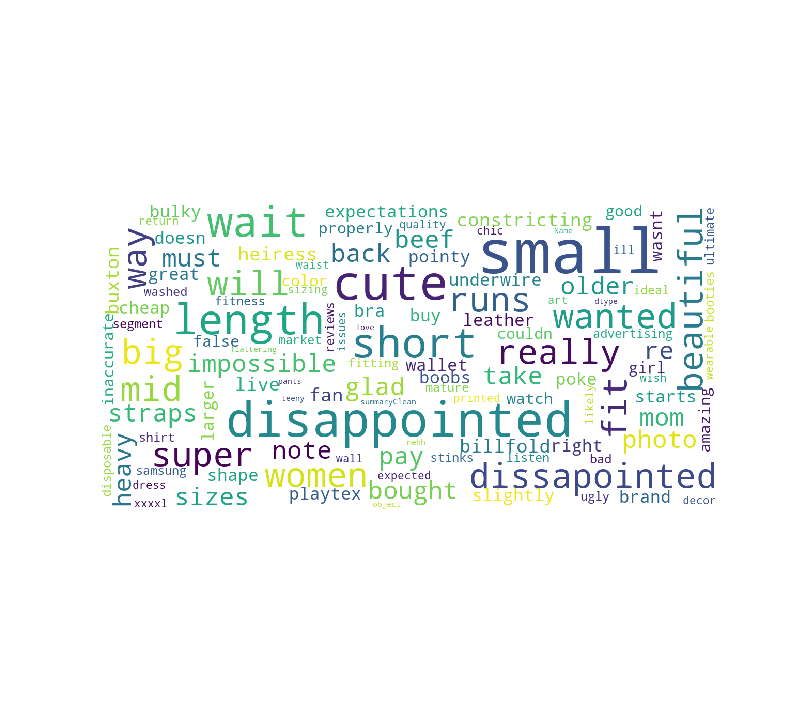 bulky
return
wait
expectations
properly
quality
constricting
good
way
doesn
must
great
washed
heiress
back
beef
pointy
chic
small
Name
ill
wasnt
beautiful
ultimate
buxton
will
color
sizing
waist
fitness
cute
underwire
runs
older
ideal
art
dtype
wanted
cheap
segment
length
reviews
issues
bra
buy
leather
couldn
advertising
wearable booties
inaccurate
false
market
love
short
really
re
big
flattering
impossible
fitting
wallet
boobs
girl
wish
mid
live
pants
teeny
fan
glad
mature
take
poke
starts
straps
larger
summaryClean
disappointed
printed
watch
likely
fit
mom
amazing
disposable
heavy
shirt
super
note
wall
nehh
stinks
billfold
listen
right
bad
photo
samsung
dress
xxxxl
shape
sizes
women
playtex
pay
expected
bought
object
dissapointed
slightly
ugly
brand
decor